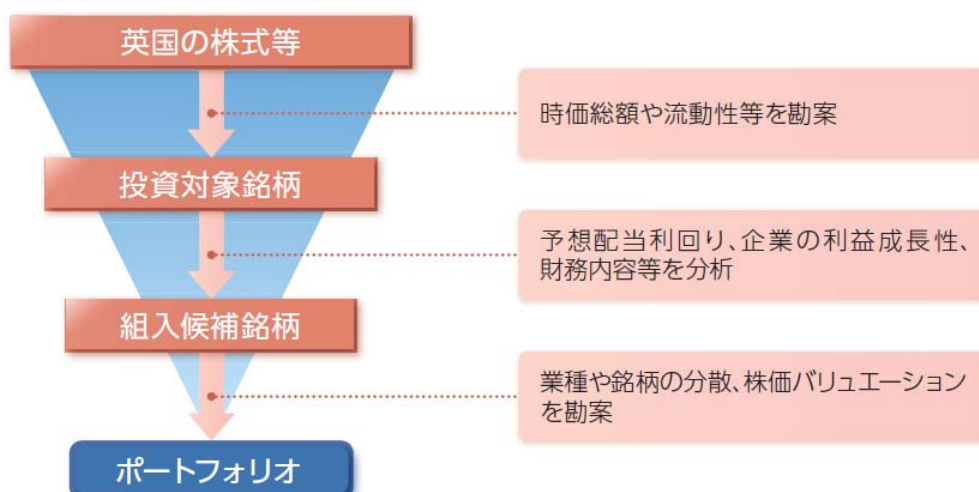 英国の株式等
時価総額や流動性等を勘案
投資対象銘柄
予想配当利回り、企業の利益成長性、
財務内容等を分析
組入候補銘柄
業種や銘柄の分散、株価バリュエーション
を勘案
ポートフォリオ